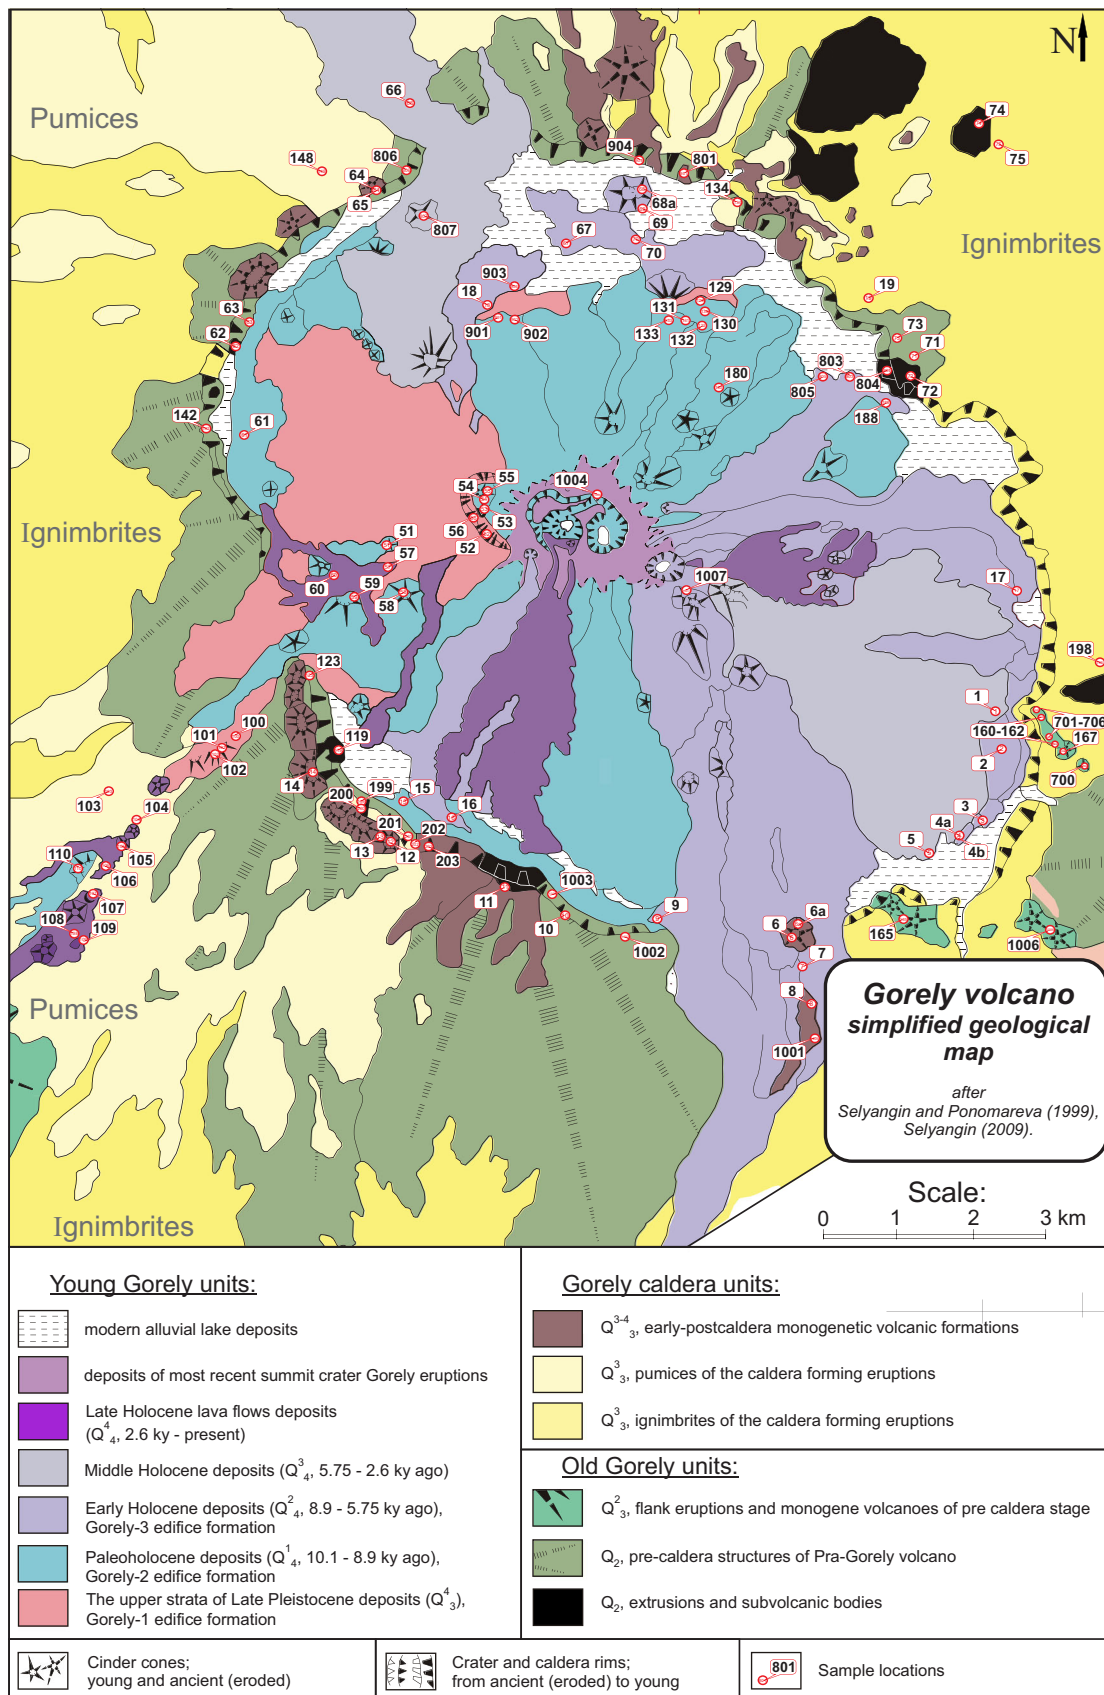 N
66
74
Pumices
75
904
148
806
801
64
134
65
68a
807
69
67
70
Ignimbrites
903
129
19
18
131
63
73
901
902
133
130
132
71
62
803
180
804
805
72
142
61
188
55
54
1004
53
56
Ignimbrites
51
52
57
60
59
1007
17
58
198
123
1
701-706
100
160-162
101
119
167
102
2
700
14
103
199
15
200
104
16
3
201
202
4a
5
13
12
4b
110
105
203
106
1003
107
11
9
6a
108
10
6
165
109
1002
1006
7
Pumices
8
1001
Gorely volcano
simplified geological
map
after
Selyangin and Ponomareva (1999),
Selyangin (2009).
Scale:
0 1 2 3 km
Ignimbrites
Young Gorely units:
modern alluvial lake deposits
deposits of most recent summit crater Gorely eruptions
Late Holocene lava flows deposits
(Q⁴₄, 2.6 ky - present)
Middle Holocene deposits (Q³₄, 5.75 - 2.6 ky ago)
Early Holocene deposits (Q²₄, 8.9 - 5.75 ky ago),
Gorely-3 edifice formation
Paleoholocene deposits (Q¹₄, 10.1 - 8.9 ky ago),
Gorely-2 edifice formation
The upper strata of Late Pleistocene deposits (Q⁴₃),
Gorely-1 edifice formation
Gorely caldera units:
Q³⁻⁴₃, early-postcaldera monogenetic volcanic formations
Q³₃, pumices of the caldera forming eruptions
Q³₃, ignimbrites of the caldera forming eruptions
Old Gorely units:
Q²₃, flank eruptions and monogene volcanoes of pre caldera stage
Q₂, pre-caldera structures of Pra-Gorely volcano
Q₂, extrusions and subvolcanic bodies
Cinder cones;
young and ancient (eroded)
Crater and caldera rims;
from ancient (eroded) to young
801
Sample locations